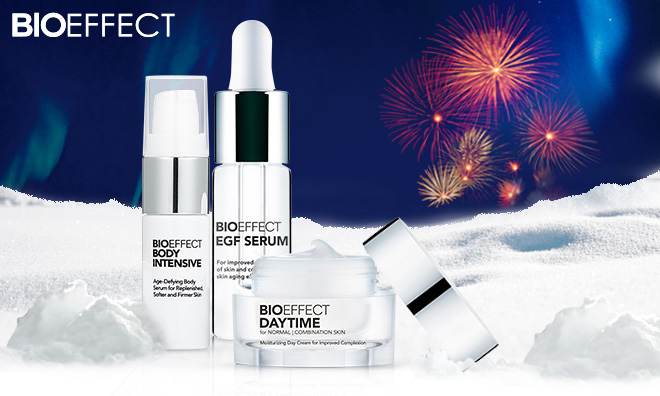 BIOEFFECT
BIOEFFECT
BODY
INTENSIVE
Age-Defying Body
Serum for Replenished,
Softer and Firmer Skin
BIOEFFECT
EGF SERUM
For improved
of skin and
skin aging
BIOEFFECT
DAYTIME
for NORMAL | COMBINATION SKIN
Moisturizing Day Cream for Improved Complexion